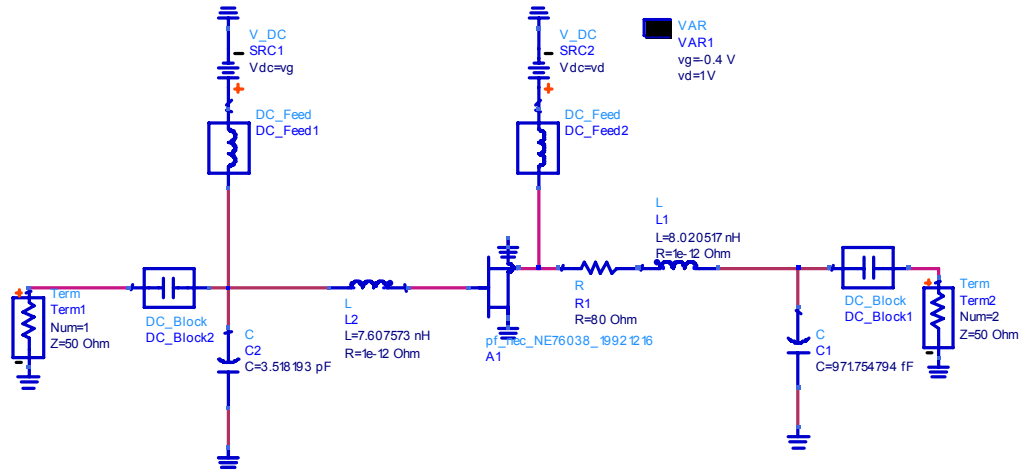 V_DC
SRC1
Vdc=vg
V_DC
SRC2
Vdc=vd
VAR
VAR1
vg=-0.4 V
vd=1V
DC_Feed
DC_Feed1
DC_Feed
DC_Feed2
L
L1
L=8.020517 nH
R=1e-12 Ohm
Term
Term1
Num=1
Z=50 Ohm
DC_Block
DC_Block2
L
L2
L=7.607573 nH
R=1e-12 Ohm
C
C2
C=3.518193 pF
R
R1
R=80 Ohm
pf_nec_NE76038_19921216
A1
C
C1
C=971.754794 fF
DC_Block
DC_Block1
Term
Term2
Num=2
Z=50 Ohm